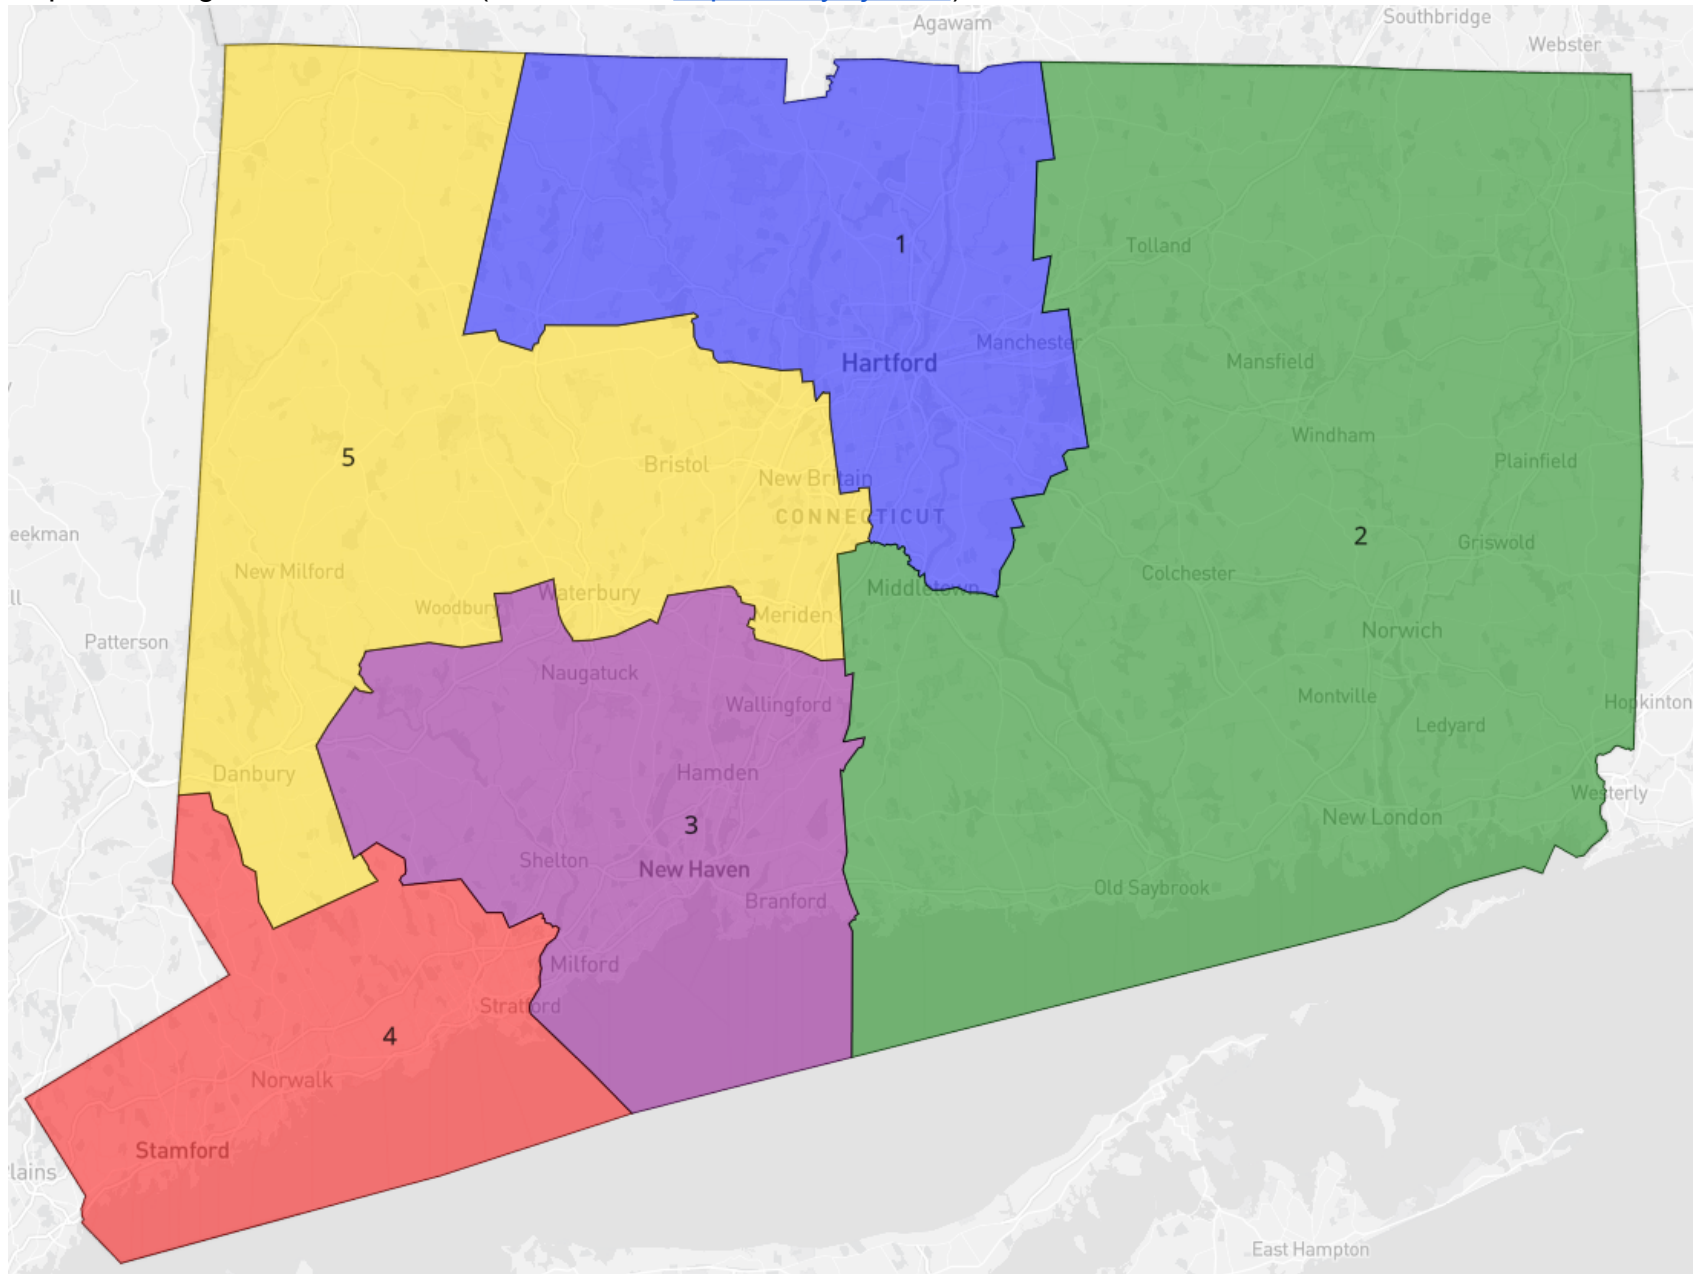 Agawam
Southbridge
Webster
1
Tolland
Manchester
Hartford
Mansfield
Windham
5
Bristol
Plainfield
New Britain
CONNECTICUT
eekman
2
Griswold
New Milford
Colchester
ll
Woodbury
Waterbury
Middletown
Meriden
Patterson
Norwich
Naugatuck
Montville
Wallingford
Hopkinton
Ledyard
Danbury
Hamden
Westerly
3
New London
Shelton
New Haven
Old Saybrook
Branford
Milford
Stratford
4
Norwalk
Stamford
lains
East Hampton